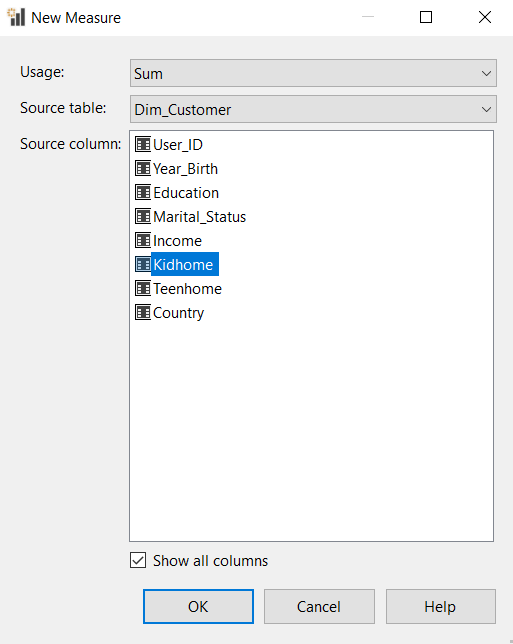 New Measure
Usage: Sum
Source table: Dim_Customer
Source column: User_ID
Year_Birth
Education
Marital_Status
Income
Kidhome
Teenhome
Country
Show all columns
OK Cancel Help